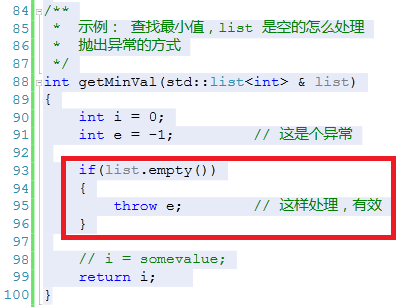 84 /**
85  *  示例： 查找最小值，list 是空的怎么处理
86  *  抛出异常的方式
87  */
88 int getMinVal(std::list<int> & list)
89 {
90     int i = 0;
91     int e = -1;          // 这是个异常
92
93     if(list.empty())
94     {
95         throw e;         // 这样处理，有效
96     }
97
98     // i = somevalue;
99     return i;
100 }